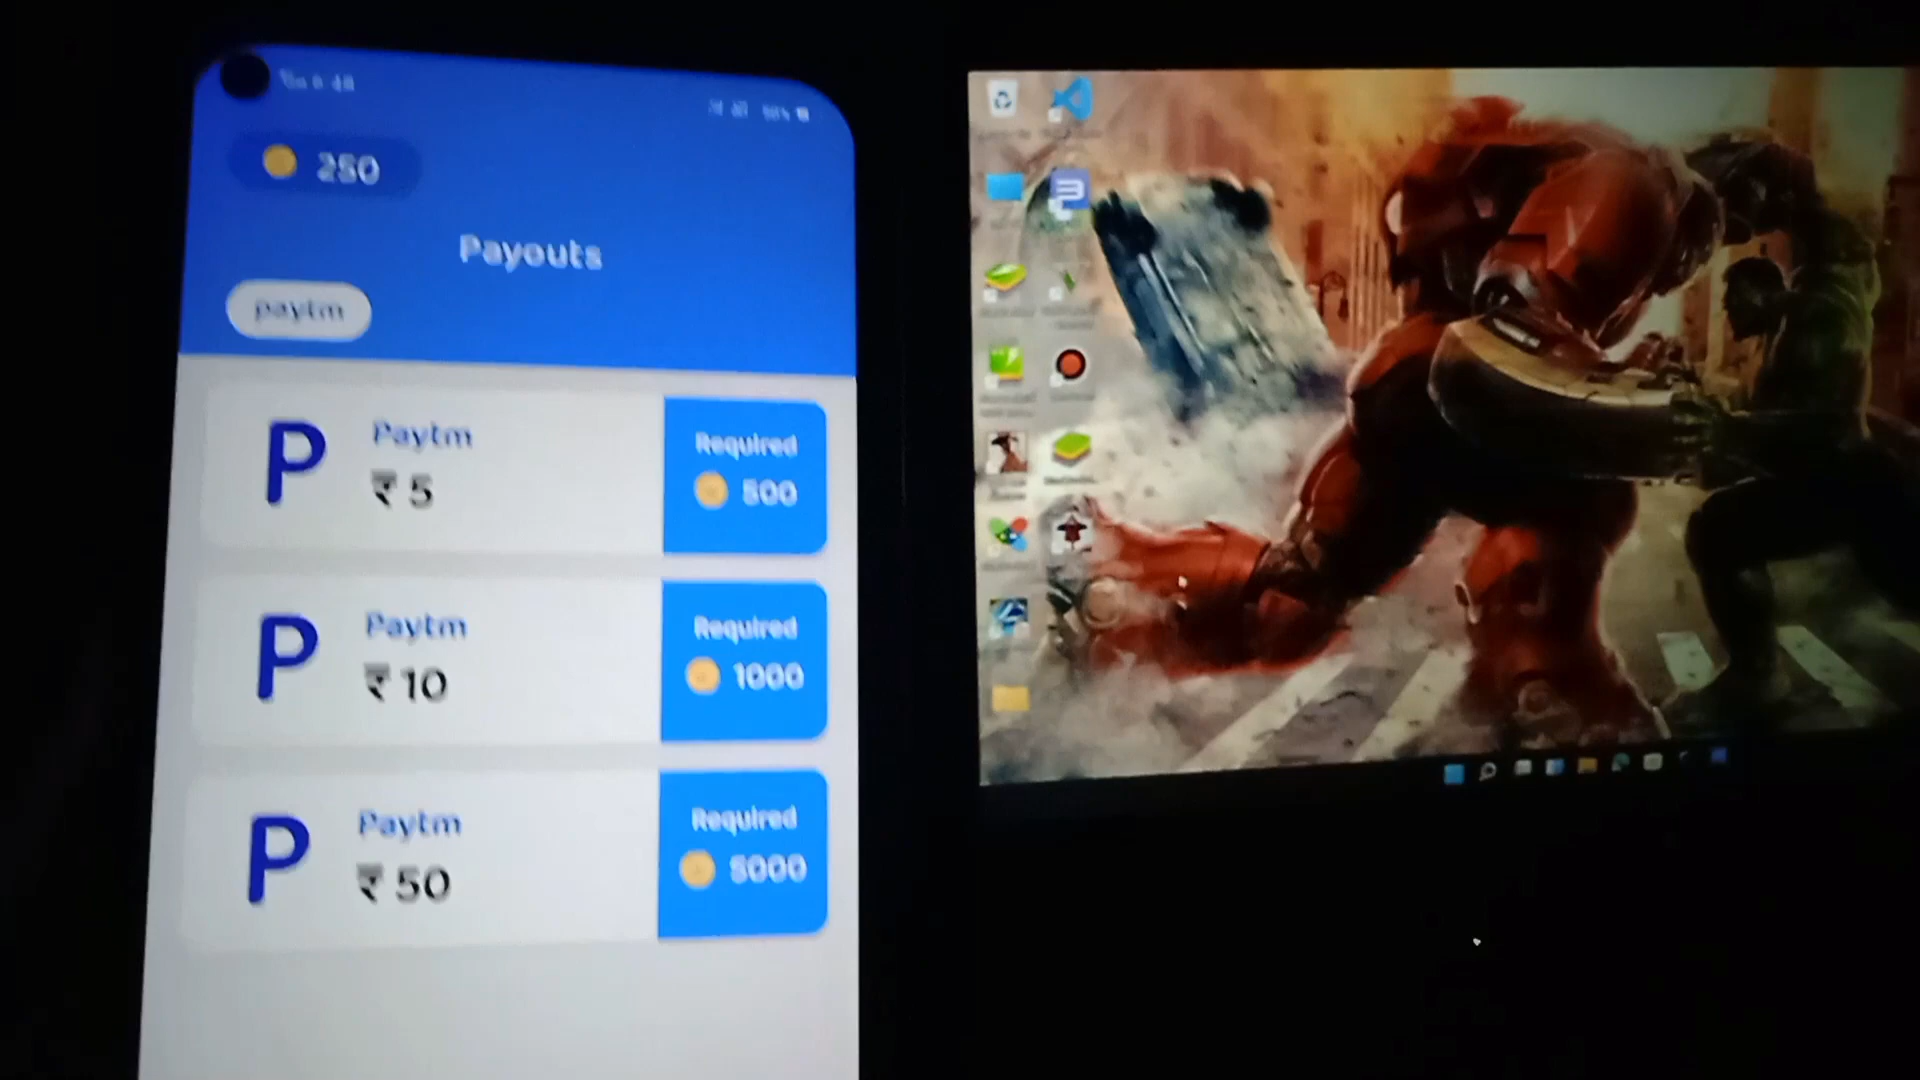 250
Payouts
paytm
P
Paytm
₹ 5
Required
500
P
Paytm
₹ 10
Required
1000
P
Paytm
₹ 50
Required
5000